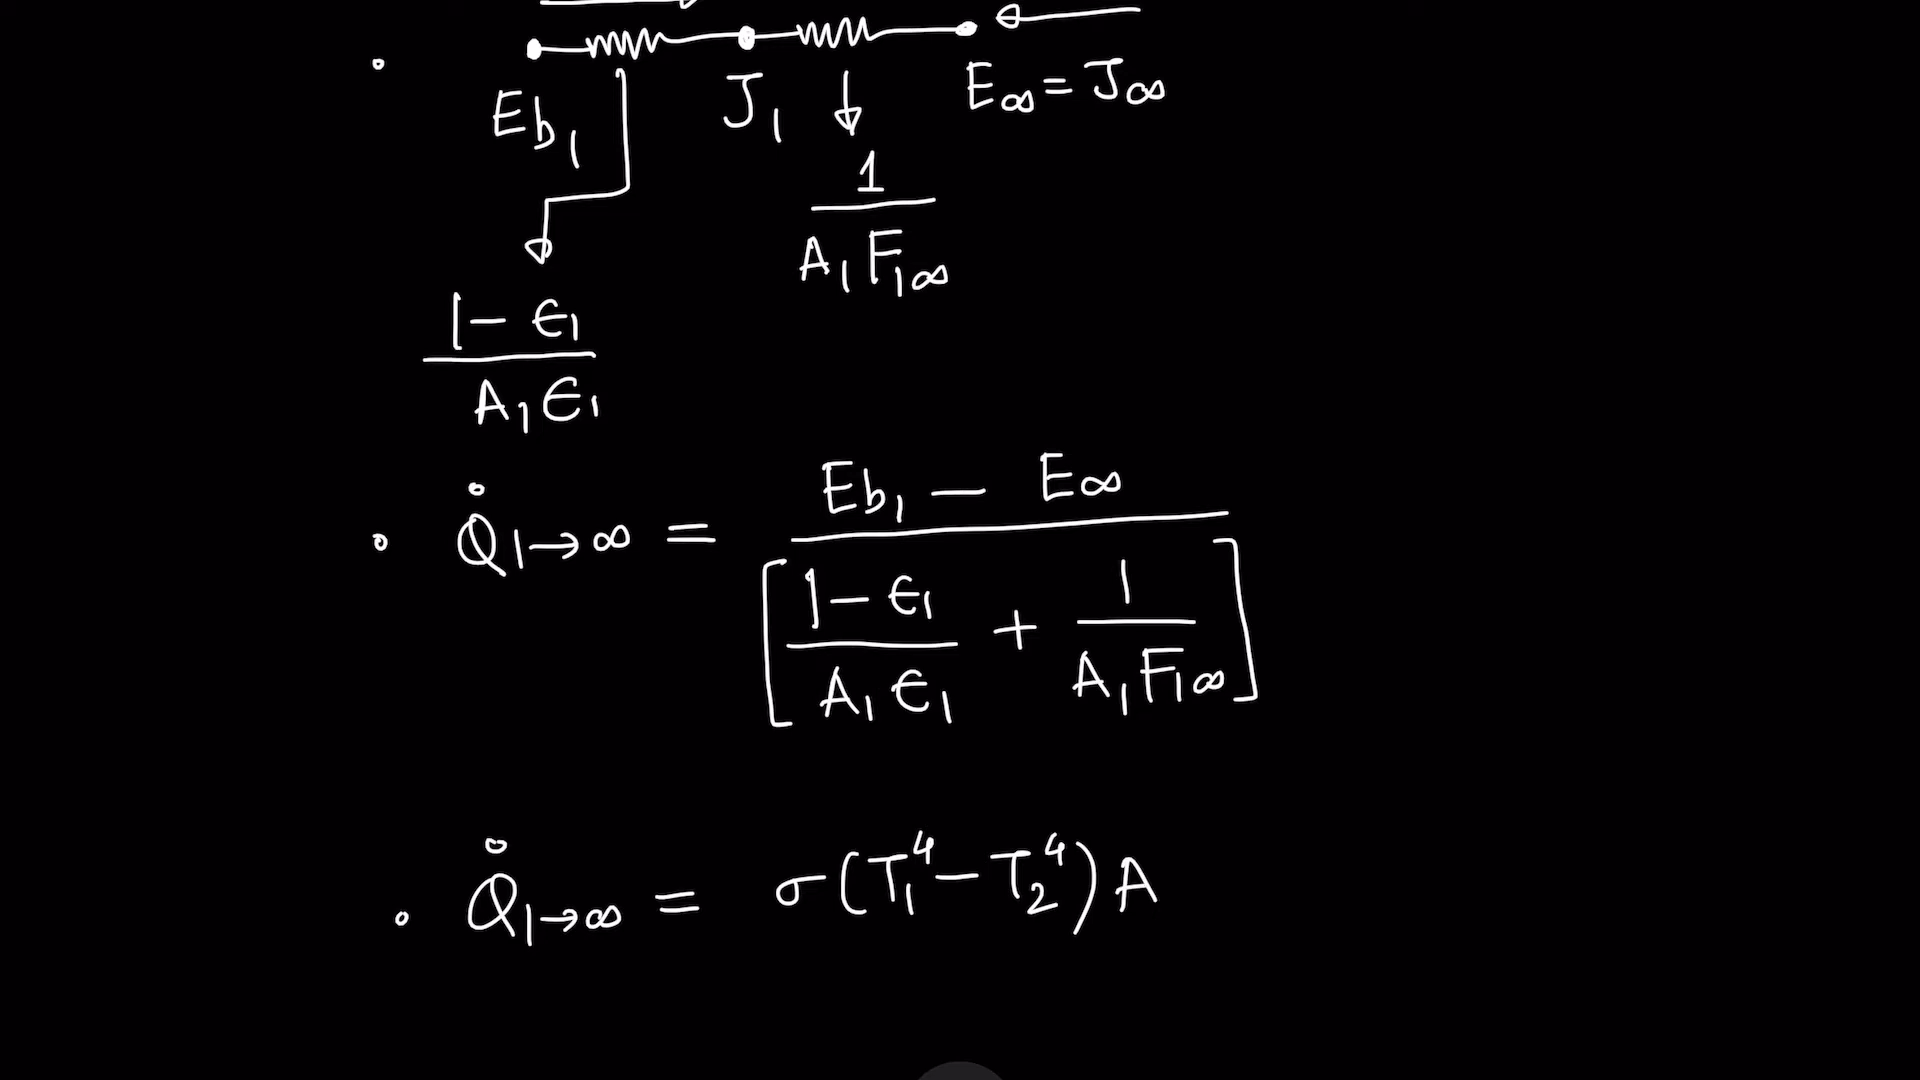 Eb₁ J₁ E∞ = J∞
1 / A₁F₁∞
1 - ϵ₁ / A₁ϵ₁
Q̇₁→∞ = Eb₁ - E∞ / [1 - ϵ₁ / A₁ϵ₁ + 1 / A₁F₁∞]
Q̇₁→∞ = σ(T₁⁴ - T₂⁴)A